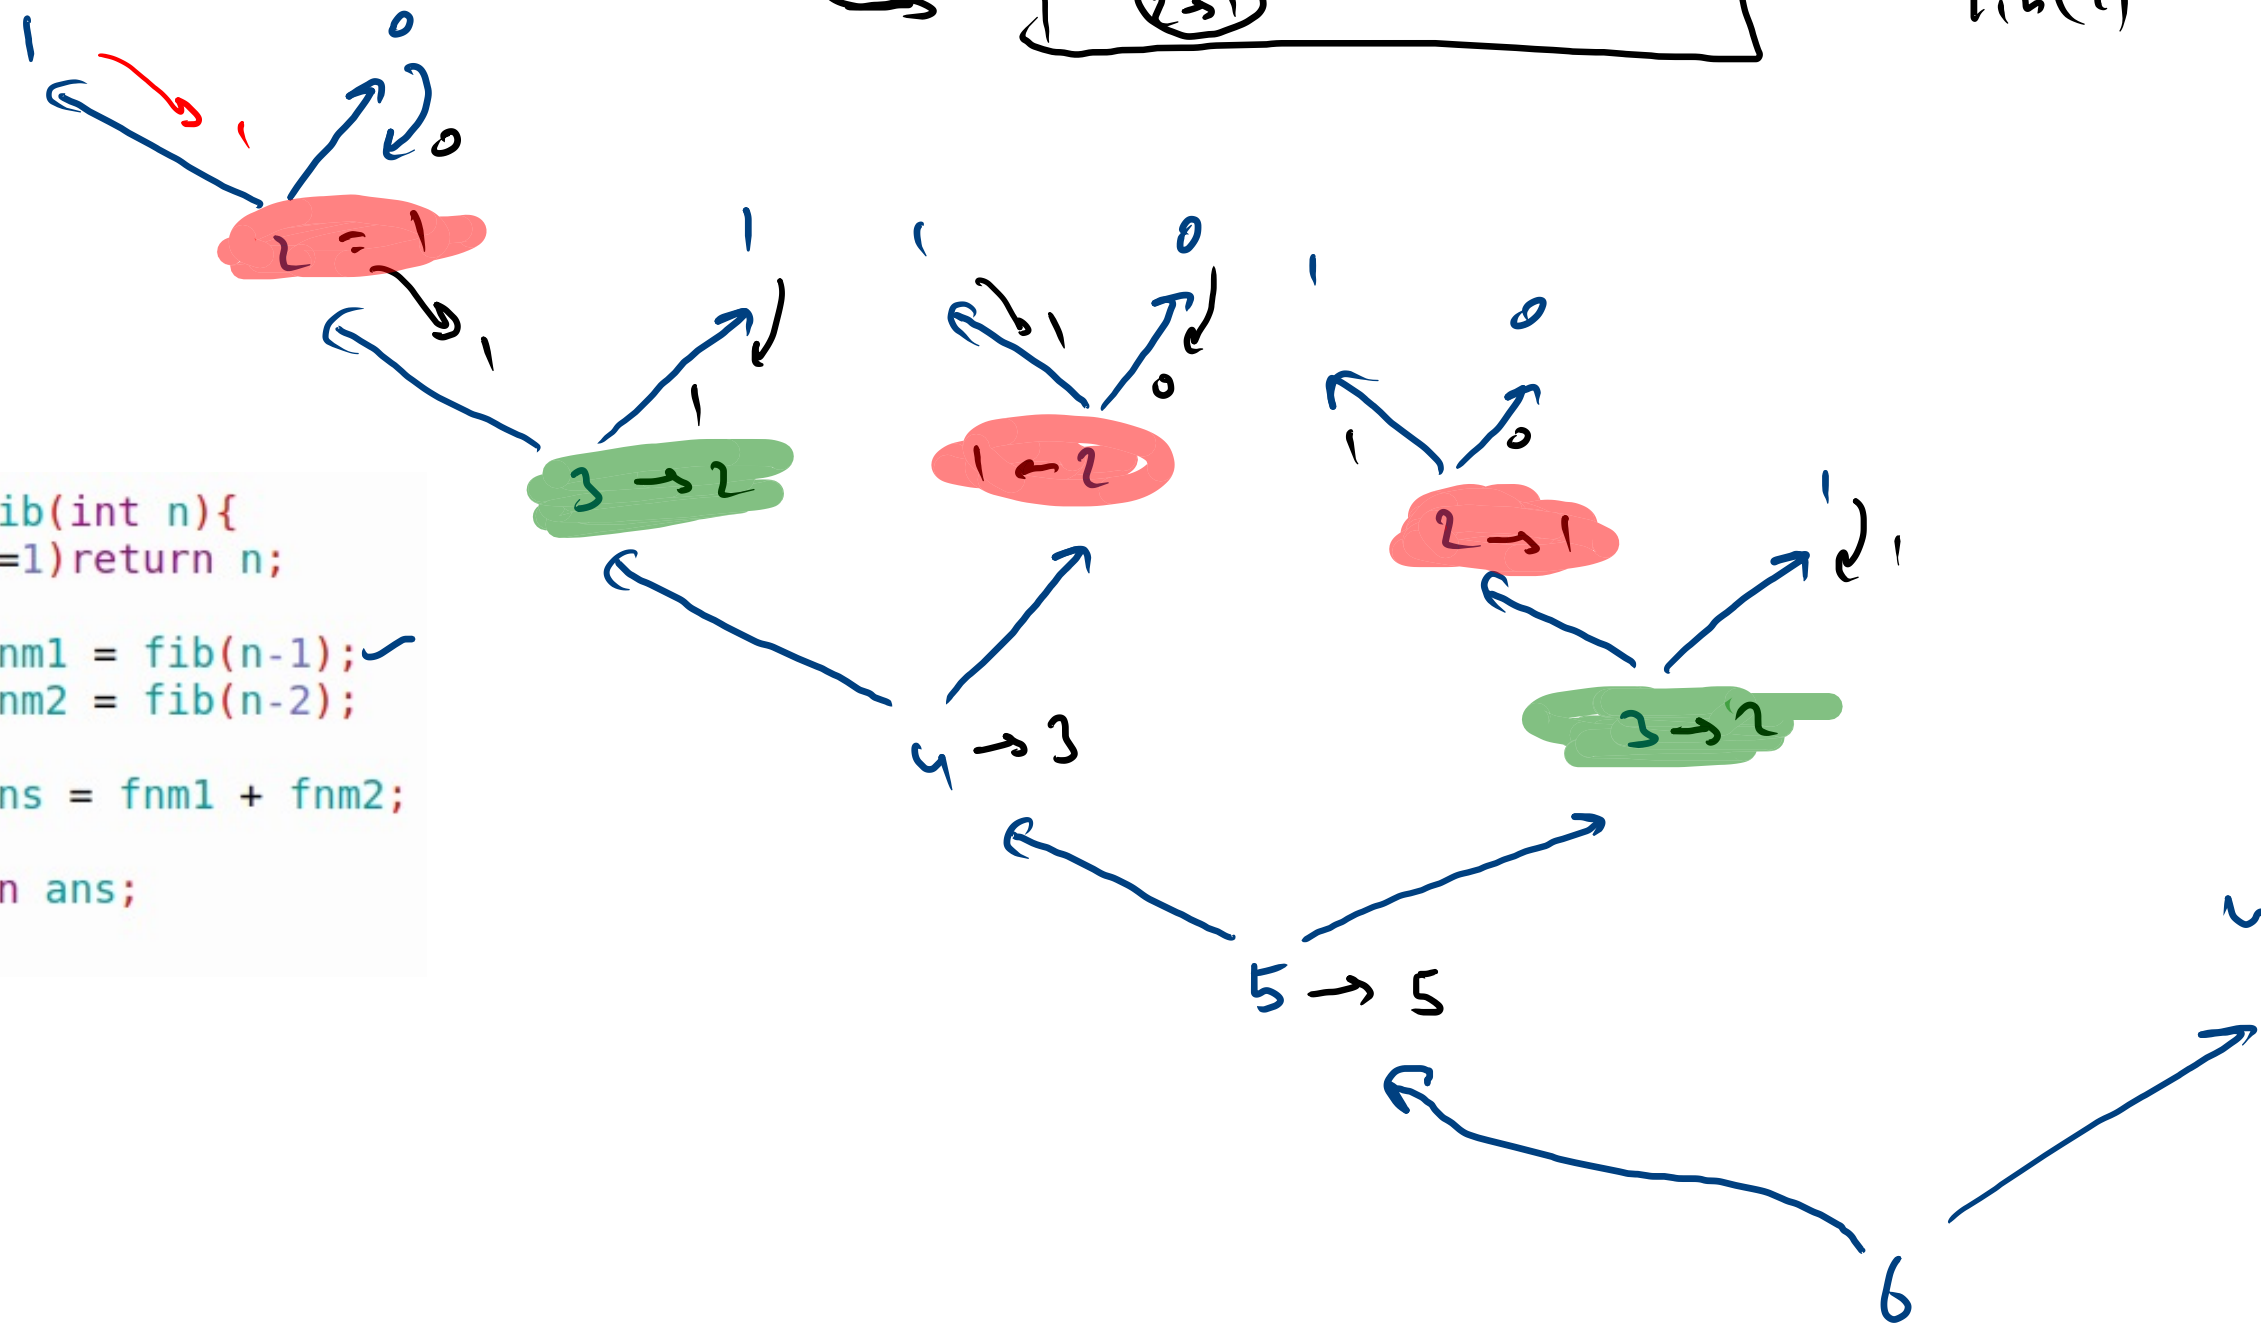 1 0
1 0
2 = 1
1 1 0 1
1 1 0
1 1 0
3 → 2 1 ← 2 1 0
2 → 1 1 1
ib(int n){
=1)return n;
nm1 = fib(n-1);
nm2 = fib(n-2);
4 → 3 3 → 2
ns = fnm1 + fnm2;
n ans;
5 → 5
6